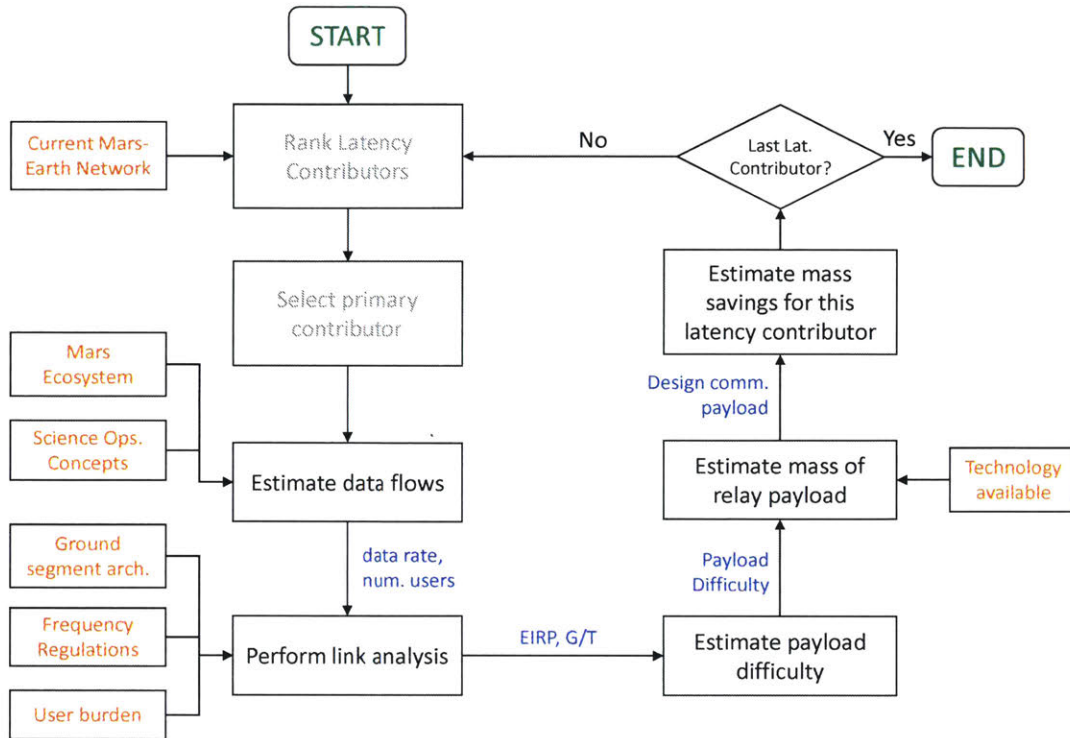 START
Current Mars-
Earth Network
Rank Latency
Contributors
No
Last Lat.
Contributor?
Yes
END
Select primary
contributor
Estimate mass
savings for this
latency contributor
Mars
Ecosystem
Design comm.
payload
Science Ops.
Concepts
Estimate data flows
Estimate mass of
relay payload
Technology
available
Ground
segment arch.
data rate,
num. users
Payload
Difficulty
Frequency
Regulations
Perform link analysis
EIRP, G/T
Estimate payload
difficulty
User burden